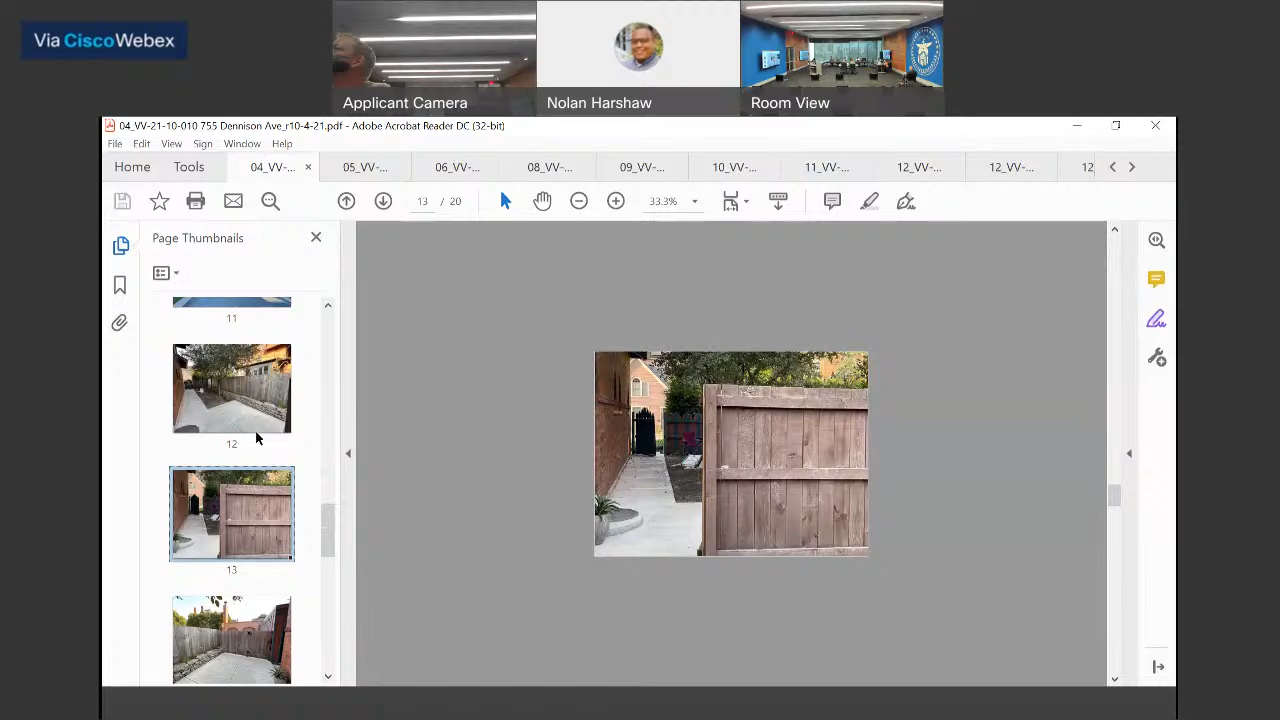 Via CiscoWebex
Applicant Camera
Nolan Harshaw
Room View
04_VV-21-10-010 755 Dennison Ave_r10-4-21.pdf - Adobe Acrobat Reader DC (32-bit)
File Edit View Sign Window Help
Home Tools 04_VV-... 05_VV-... 06_VV-... 08_VV-... 09_VV-... 10_VV-... 11_VV-... 12_VV-... 12_VV-... 12
13 / 20 33.3%
Page Thumbnails
11
12
13